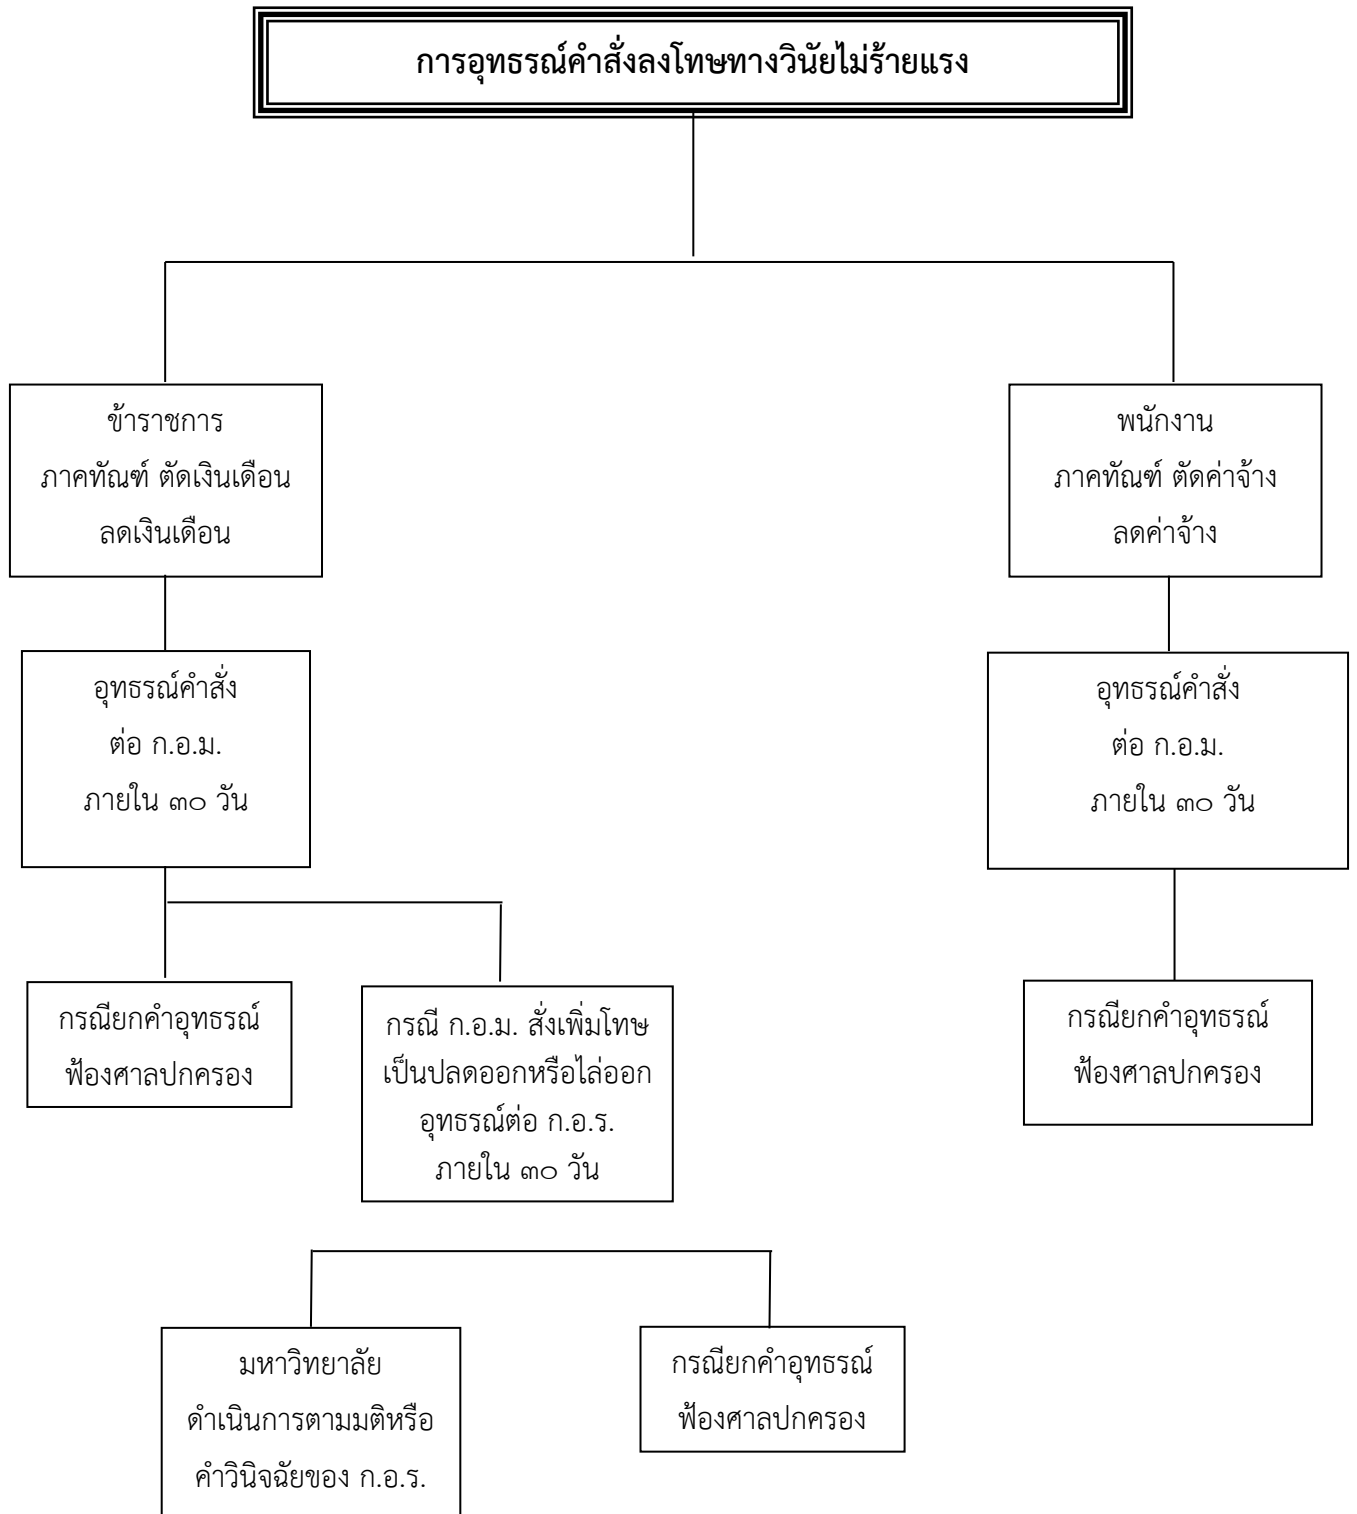 การอุทธรณ์คำสั่งลงโทษทางวินัยไม่ร้ายแรง
ข้าราชการ
ภาคทัณฑ์ ตัดเงินเดือน
ลดเงินเดือน
พนักงาน
ภาคทัณฑ์ ตัดค่าจ้าง
ลดค่าจ้าง
อุทธรณ์คำสั่ง
ต่อ ก.อ.ม.
ภายใน ๓๐ วัน
อุทธรณ์คำสั่ง
ต่อ ก.อ.ม.
ภายใน ๓๐ วัน
กรณียกคำอุทธรณ์
ฟ้องศาลปกครอง
กรณี ก.อ.ม. สั่งเพิ่มโทษ
เป็นปลดออกหรือไล่ออก
อุทธรณ์ต่อ ก.อ.ร.
ภายใน ๓๐ วัน
กรณียกคำอุทธรณ์
ฟ้องศาลปกครอง
มหาวิทยาลัย
ดำเนินการตามมติหรือ
คำวินิจฉัยของ ก.อ.ร.
กรณียกคำอุทธรณ์
ฟ้องศาลปกครอง